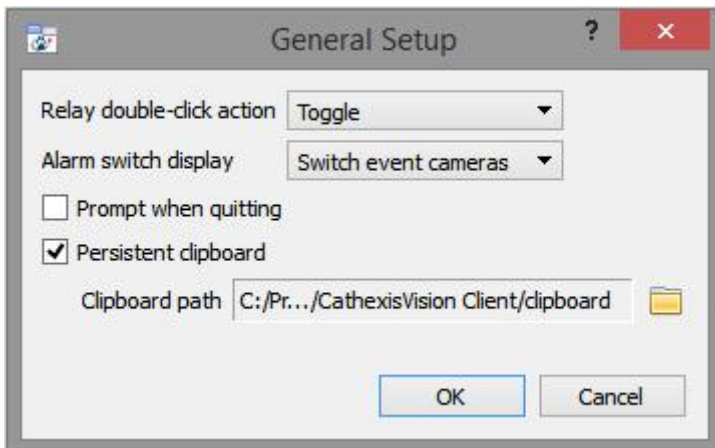 General Setup ?
Relay double-click action Toggle
Alarm switch display Switch event cameras
Prompt when quitting
Persistent clipboard
Clipboard path C:/Pr.../CathexisVision Client/clipboard
OK Cancel